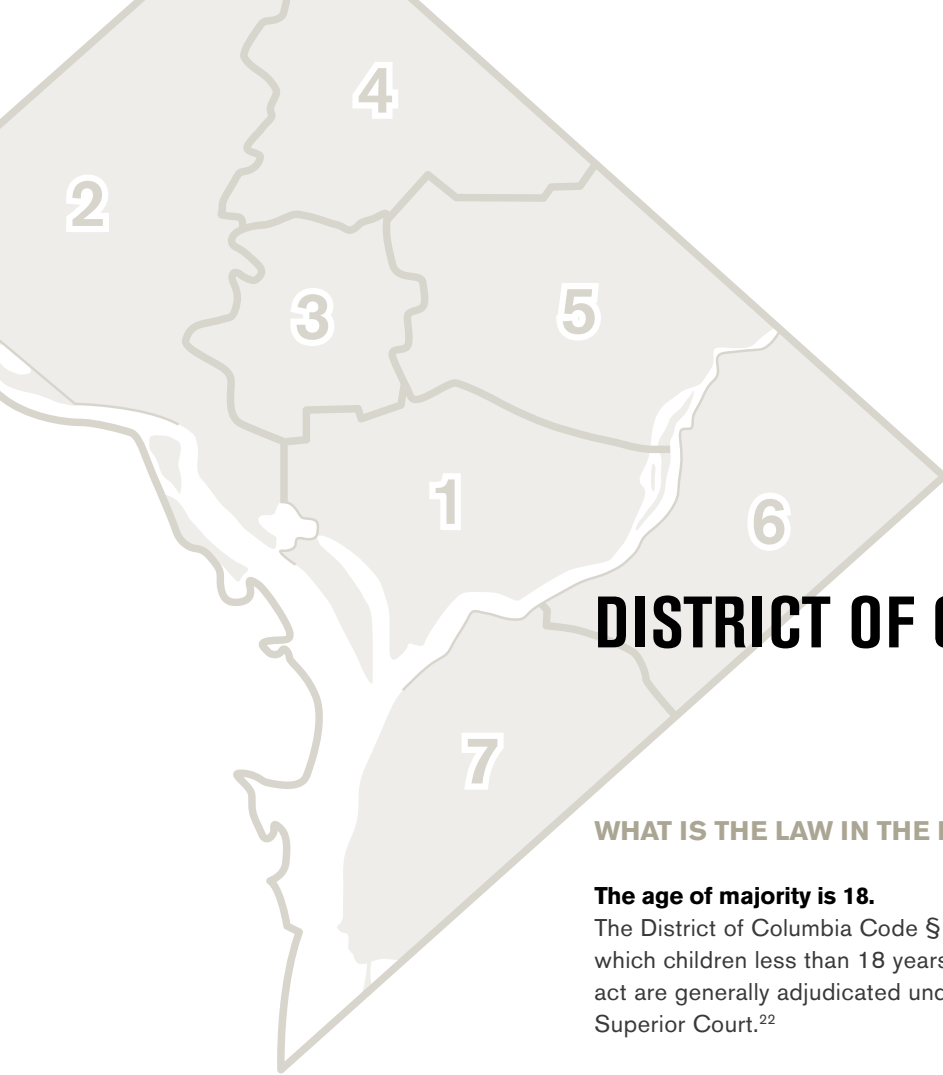 4
2
5
3
1
6
DISTRICT OF
7
WHAT IS THE LAW IN THE
The age of majority is 18.
The District of Columbia Code §
which children less than 18 years
act are generally adjudicated
Superior Court.²²